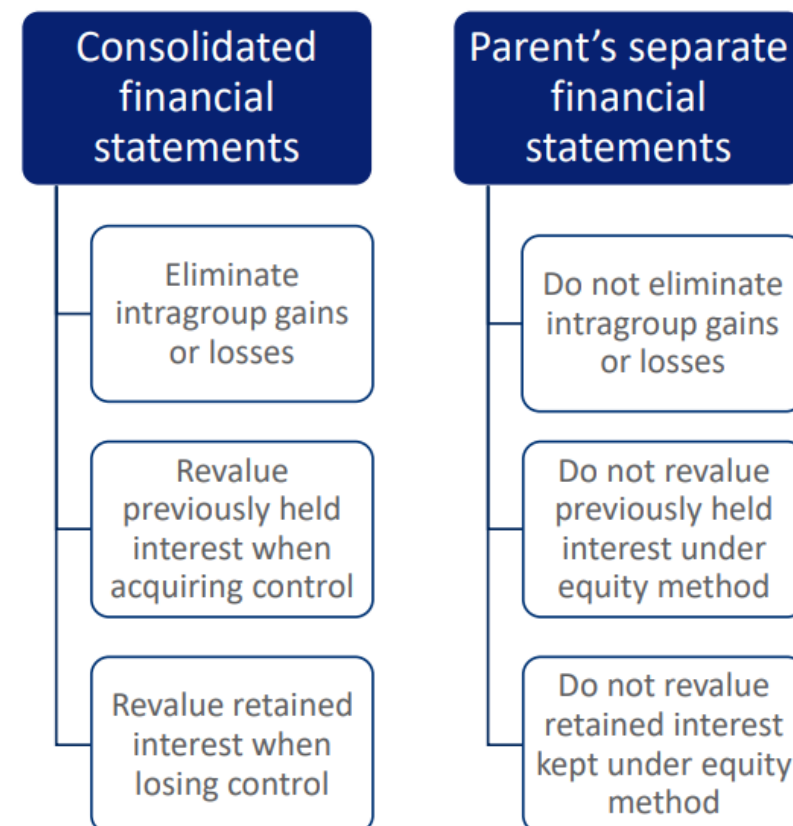 Consolidated
financial
statements
Eliminate
intragroup gains
or losses
Revalue
previously held
interest when
acquiring control
Revalue retained
interest when
losing control
Parent's separate
financial
statements
Do not eliminate
intragroup gains
or losses
Do not revalue
previously held
interest under
equity method
Do not revalue
retained interest
kept under equity
method